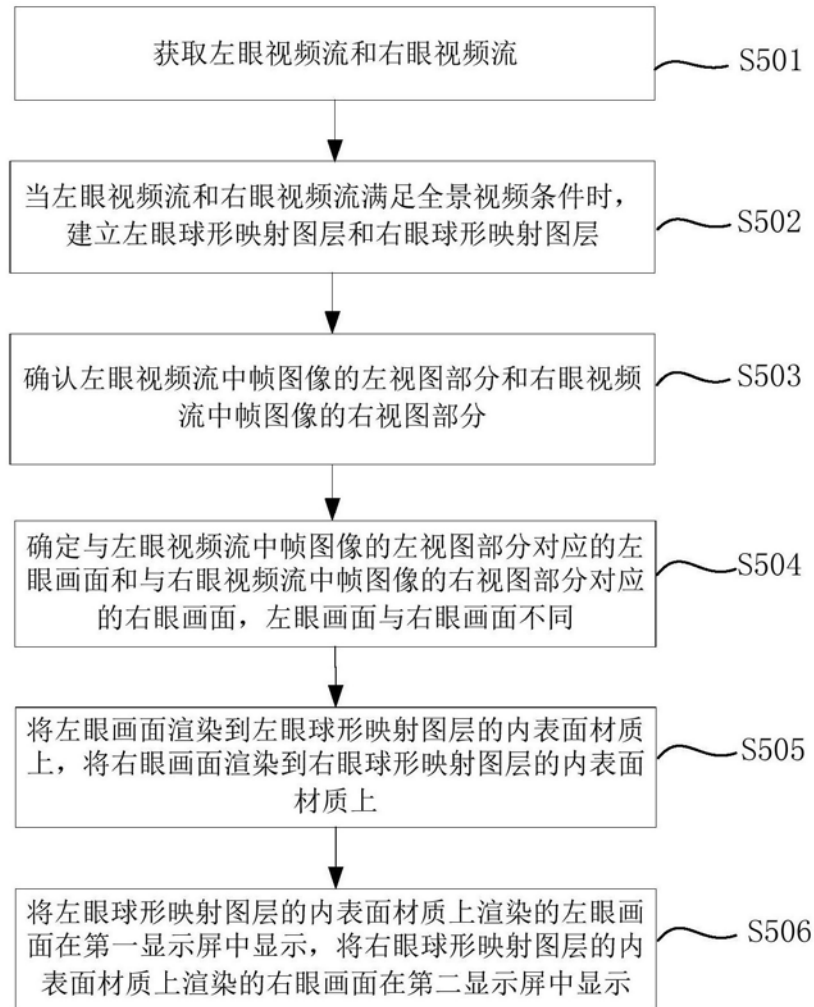 获取左眼视频流和右眼视频流
S501
当左眼视频流和右眼视频流满足全景视频条件时，
建立左眼球形映射图层和右眼球形映射图层
S502
确认左眼视频流中帧图像的左视图部分和右眼视频
流中帧图像的右视图部分
S503
确定与左眼视频流中帧图像的左视图部分对应的左
眼画面和与右眼视频流中帧图像的右视图部分对应
的右眼画面，左眼画面与右眼画面不同
S504
将左眼画面渲染到左眼球形映射图层的内表面材质
上，将右眼画面渲染到右眼球形映射图层的内表面
材质上
S505
将左眼球形映射图层的内表面材质上渲染的左眼画
面在第一显示屏中显示，将右眼球形映射图层的内
表面材质上渲染的右眼画面在第二显示屏中显示
S506